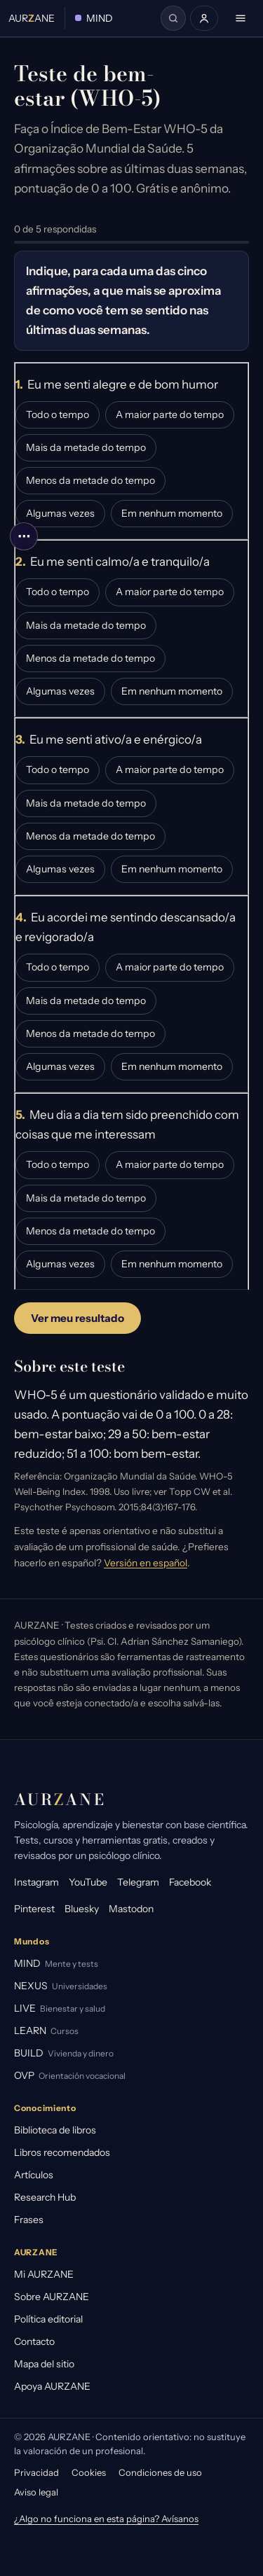 AURZANE
MIND
Teste de bem-
estar (WHO-5)
Faça o Índice de Bem-Estar WHO-5 da
Organização Mundial da Saúde. 5
afirmações sobre as últimas duas semanas,
pontuação de 0 a 100. Grátis e anônimo.
0 de 5 respondidas
Indique, para cada uma das cinco
afirmações, a que mais se aproxima
de como você tem se sentido nas
últimas duas semanas.
1. Eu me senti alegre e de bom humor
Todo o tempo
A maior parte do tempo
Mais da metade do tempo
Menos da metade do tempo
Algumas vezes
Em nenhum momento
2. Eu me senti calmo/a e tranquilo/a
Todo o tempo
A maior parte do tempo
Mais da metade do tempo
Menos da metade do tempo
Algumas vezes
Em nenhum momento
3. Eu me senti ativo/a e enérgico/a
Todo o tempo
A maior parte do tempo
Mais da metade do tempo
Menos da metade do tempo
Algumas vezes
Em nenhum momento
4. Eu acordei me sentindo descansado/a
e revigorado/a
Todo o tempo
A maior parte do tempo
Mais da metade do tempo
Menos da metade do tempo
Algumas vezes
Em nenhum momento
5. Meu dia a dia tem sido preenchido com
coisas que me interessam
Todo o tempo
A maior parte do tempo
Mais da metade do tempo
Menos da metade do tempo
Algumas vezes
Em nenhum momento
Ver meu resultado
Sobre este teste
WHO-5 é um questionário validado e muito
usado. A pontuação vai de 0 a 100. 0 a 28:
bem-estar baixo; 29 a 50: bem-estar
reduzido; 51 a 100: bom bem-estar.
Referência: Organização Mundial da Saúde. WHO-5
Well-Being Index. 1998. Uso livre; ver Topp CW et al.
Psychother Psychosom. 2015;84(3):167-176.
Este teste é apenas orientativo e não substitui a
avaliação de um profissional de saúde. ¿Prefieres
hacerlo en español? Versión en español.
AURZANE · Testes criados e revisados por um
psicólogo clínico (Psi. Cl. Adrian Sánchez Samaniego).
Estes questionários são ferramentas de rastreamento
e não substituem uma avaliação profissional. Suas
respostas não são enviadas a lugar nenhum, a menos
que você esteja conectado/a e escolha salvá-las.
AURZANE
Psicología, aprendizaje y bienestar con base científica.
Tests, cursos y herramientas gratis, creados y
revisados por un psicólogo clínico.
Instagram YouTube Telegram Facebook
Pinterest Bluesky Mastodon
Mundos
MIND Mente y tests
NEXUS Universidades
LIVE Bienestar y salud
LEARN Cursos
BUILD Vivienda y dinero
OVP Orientación vocacional
Conocimiento
Biblioteca de libros
Libros recomendados
Artículos
Research Hub
Frases
AURZANE
Mi AURZANE
Sobre AURZANE
Política editorial
Contacto
Mapa del sitio
Apoya AURZANE
© 2026 AURZANE · Contenido orientativo: no sustituye
la valoración de un profesional.
Privacidad Cookies Condiciones de uso
Aviso legal
¿Algo no funciona en esta página? Avísanos